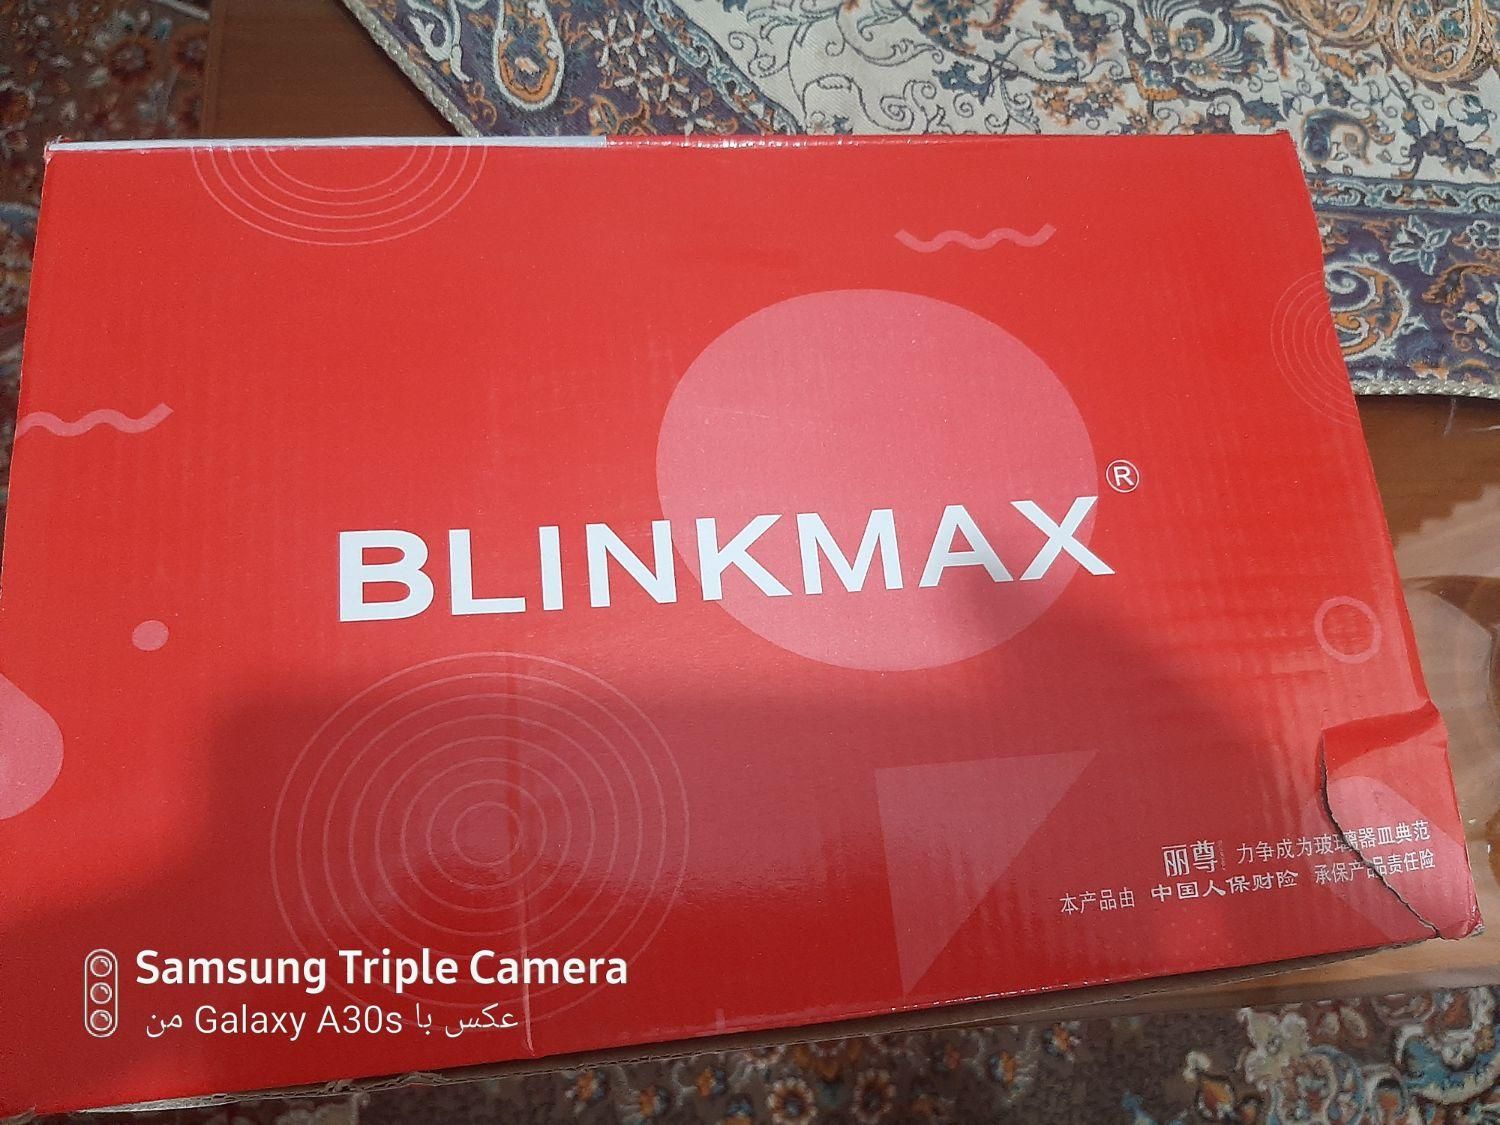 BLINKMAX®
丽尊 力争成为玻璃器皿典范
本产品由 中国人保财险 承保产品责任险
Samsung Triple Camera
عکس با Galaxy A30s من